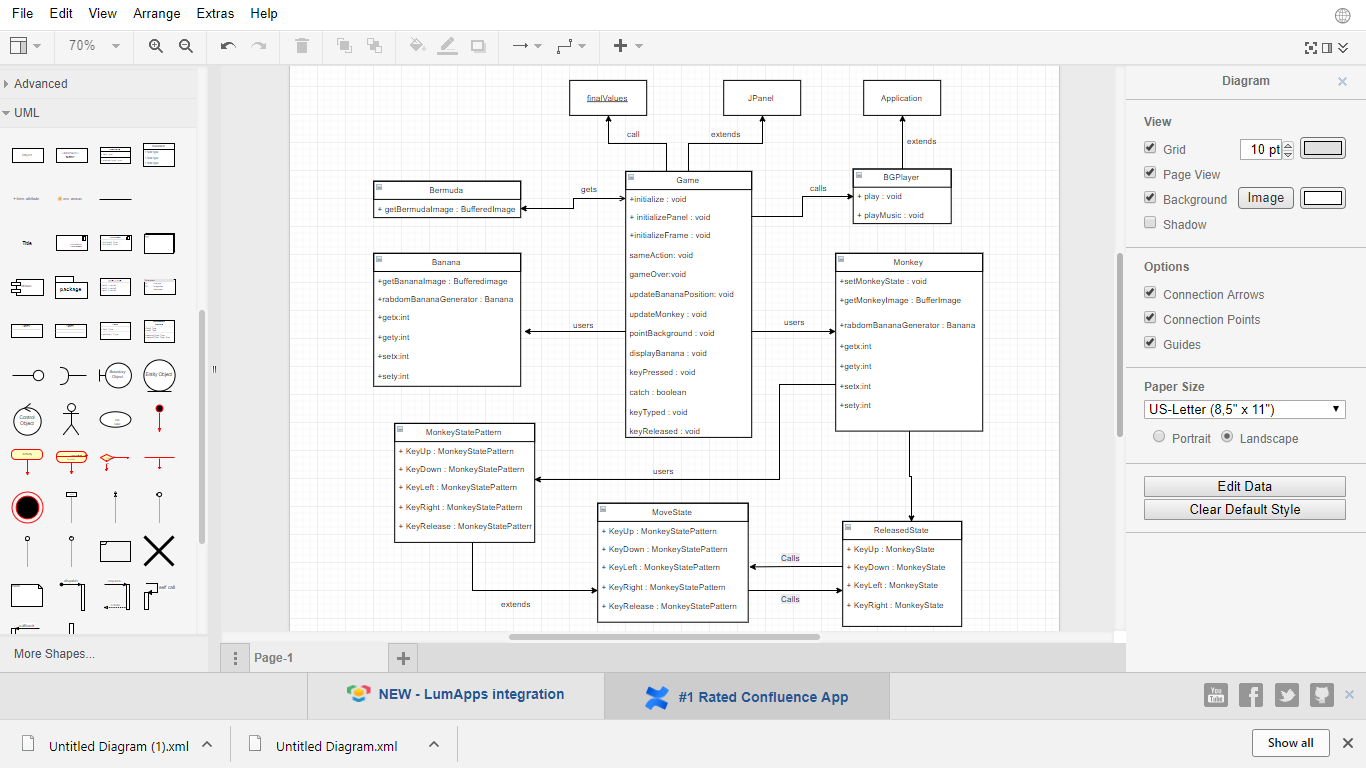 File Edit View Arrange Extras Help
70%
Advanced
UML
Title
package
Control
Object
Entity Object
self call
More Shapes...
finalValues
JPanel
Application
call
extends
extends
Bermuda
+ getBermudaImage : BufferedImage
gets
Game
+initialize : void
+ initializePanel : void
+initializeFrame : void
sameAction: void
gameOver:void
updateBananaPosition: void
updateMonkey : void
pointBackground : void
displayBanana : void
keyPressed : void
catch : boolean
keyTyped : void
keyReleased : void
calls
BGPlayer
+ play : void
+ playMusic : void
Banana
+getBananaImage : Bufferedimage
+rabdomBananaGenerator : Banana
+getx:int
+gety:int
+setx:int
+sety:int
users
users
Monkey
+setMonkeyState : void
+getMonkeyImage : BufferImage
+rabdomBananaGenerator : Banana
+getx:int
+gety:int
+setx:int
+sety:int
MonkeyStatePattern
+ KeyUp : MonkeyStatePattern
+ KeyDown : MonkeyStatePattern
+ KeyLeft : MonkeyStatePattern
+ KeyRight : MonkeyStatePattern
+ KeyRelease : MonkeyStatePattern
users
extends
MoveState
+ KeyUp : MonkeyStatePattern
+ KeyDown : MonkeyStatePattern
+ KeyLeft : MonkeyStatePattern
+ KeyRight : MonkeyStatePattern
+ KeyRelease : MonkeyStatePattern
Calls
Calls
ReleasedState
+ KeyUp : MonkeyState
+ KeyDown : MonkeyState
+ KeyLeft : MonkeyState
+ KeyRight : MonkeyState
Diagram
View
Grid 10 pt
Page View
Background Image
Shadow
Options
Connection Arrows
Connection Points
Guides
Paper Size
US-Letter (8,5" x 11")
Portrait Landscape
Edit Data
Clear Default Style
Page-1
NEW - LumApps integration
#1 Rated Confluence App
You
Tube
Untitled Diagram (1).xml
Untitled Diagram.xml
Show all